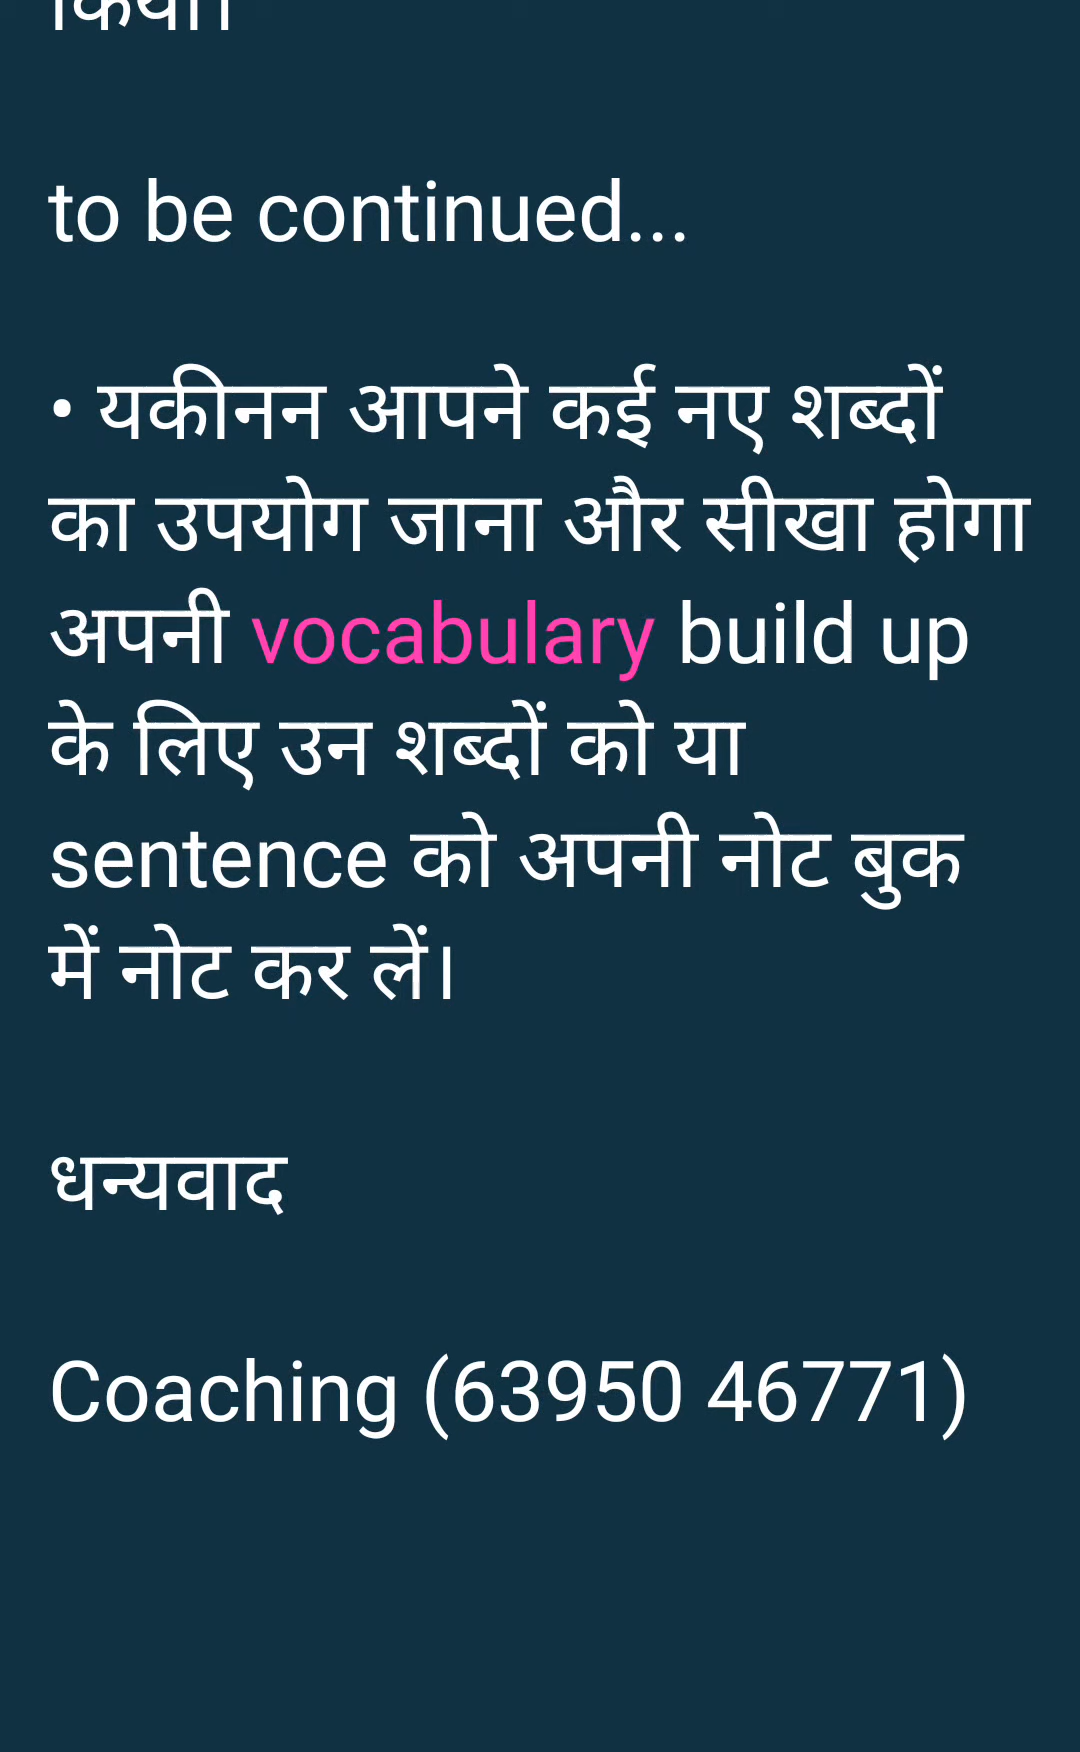 किया।
to be continued...
• यकीनन आपने कई नए शब्दों
का उपयोग जाना और सीखा होगा
अपनी vocabulary build up
के लिए उन शब्दों को या
sentence को अपनी नोट बुक
में नोट कर लें।
धन्यवाद
Coaching (63950 46771)